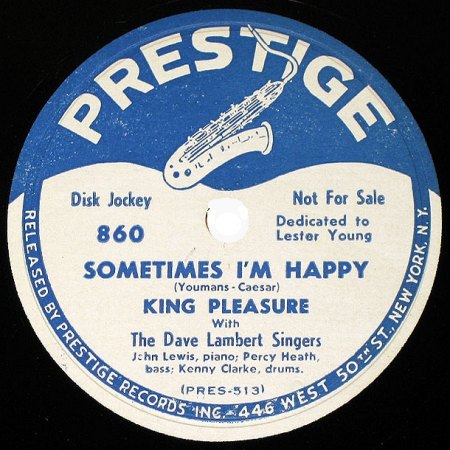 PRESTIGE
Disk Jockey
Not For Sale
860
Dedicated to
Lester Young
SOMETIMES I'M HAPPY
(Youmans - Caesar)
KING PLEASURE
With
The Dave Lambert Singers
John Lewis, piano; Percy Heath,
bass; Kenny Clarke, drums.
(PRES-513)
RELEASED BY PRESTIGE RECORDS INC. 446 WEST 50TH ST., NEW YORK, N.Y.